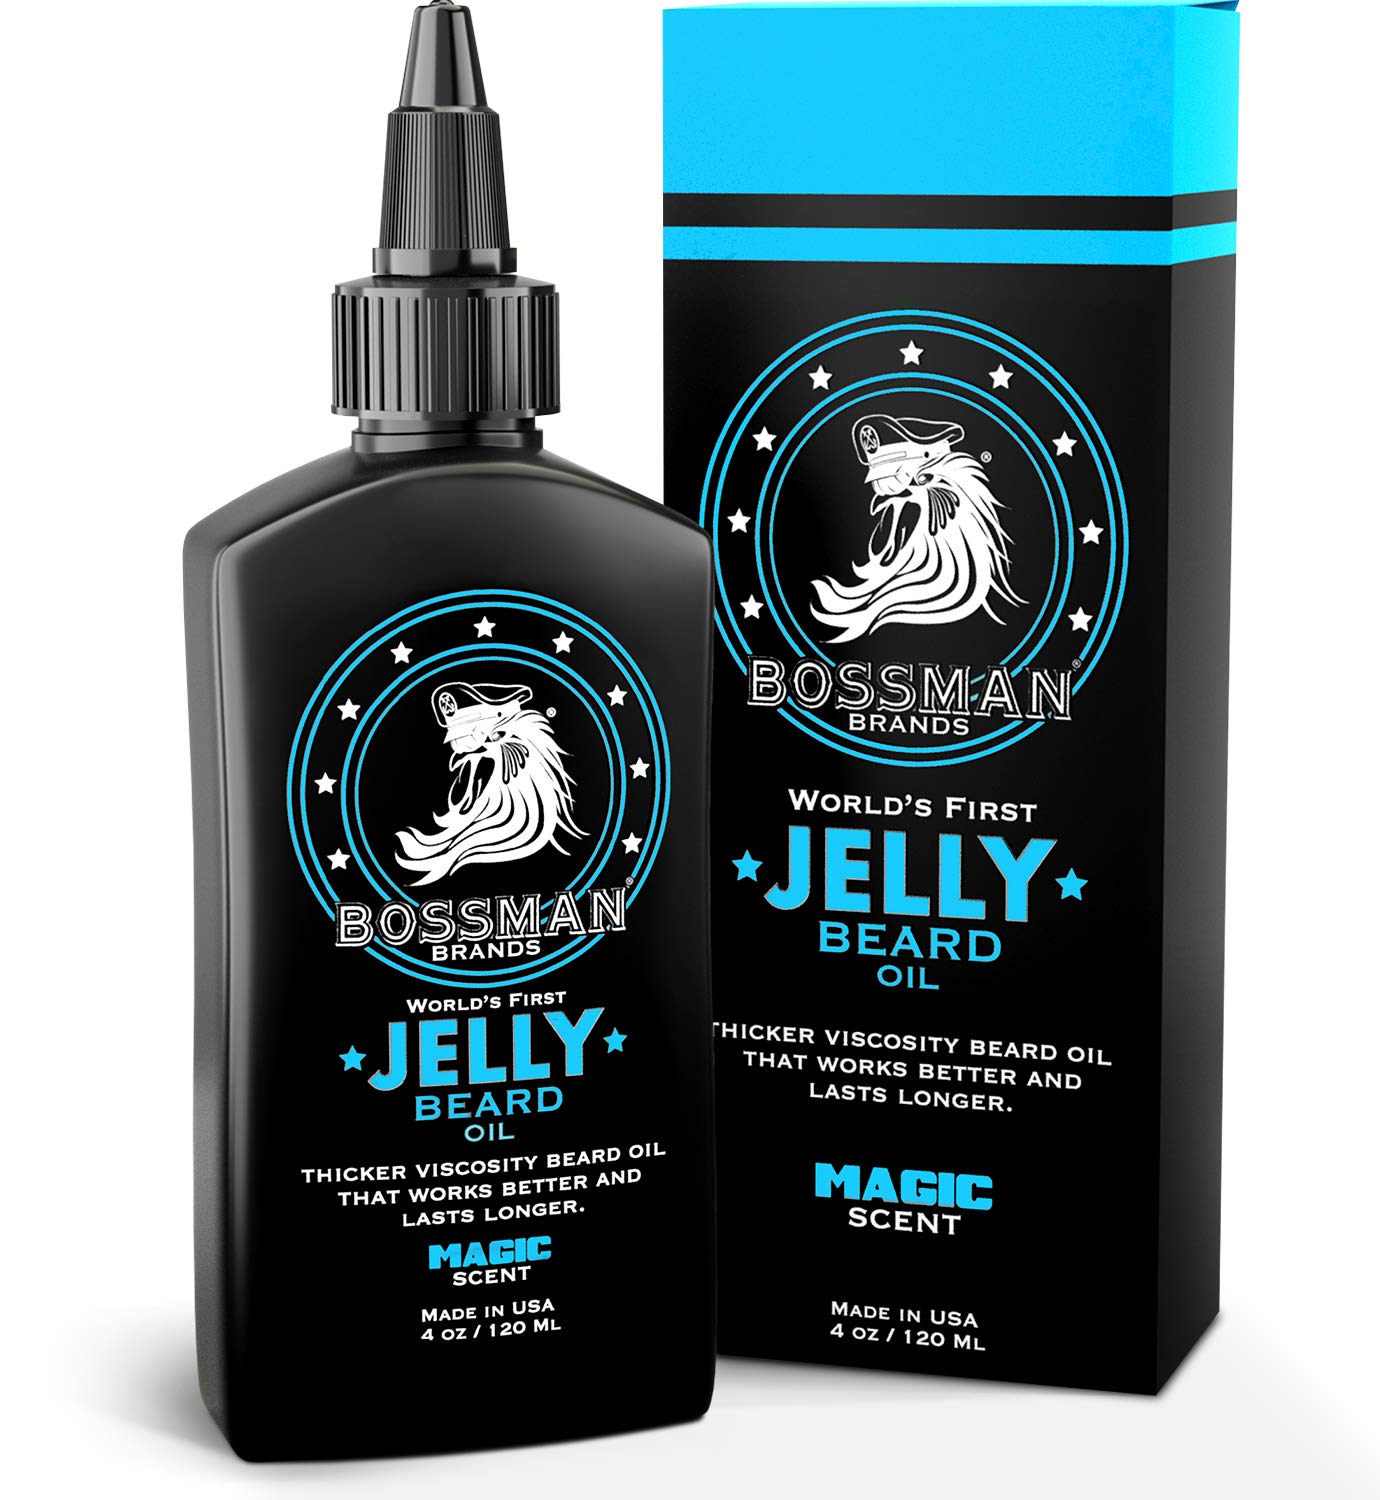 BOSSMAN®
BRANDS
WORLD'S FIRST
JELLY
BEARD
OIL
THICKER VISCOSITY BEARD OIL
THAT WORKS BETTER AND
LASTS LONGER.
MAGIC
SCENT
MADE IN USA
4 OZ / 120 ML
BOSSMAN®
BRANDS
WORLD'S FIRST
JELLY
BEARD
OIL
THICKER VISCOSITY BEARD OIL
THAT WORKS BETTER AND
LASTS LONGER.
MAGIC
SCENT
MADE IN USA
4 OZ / 120 ML